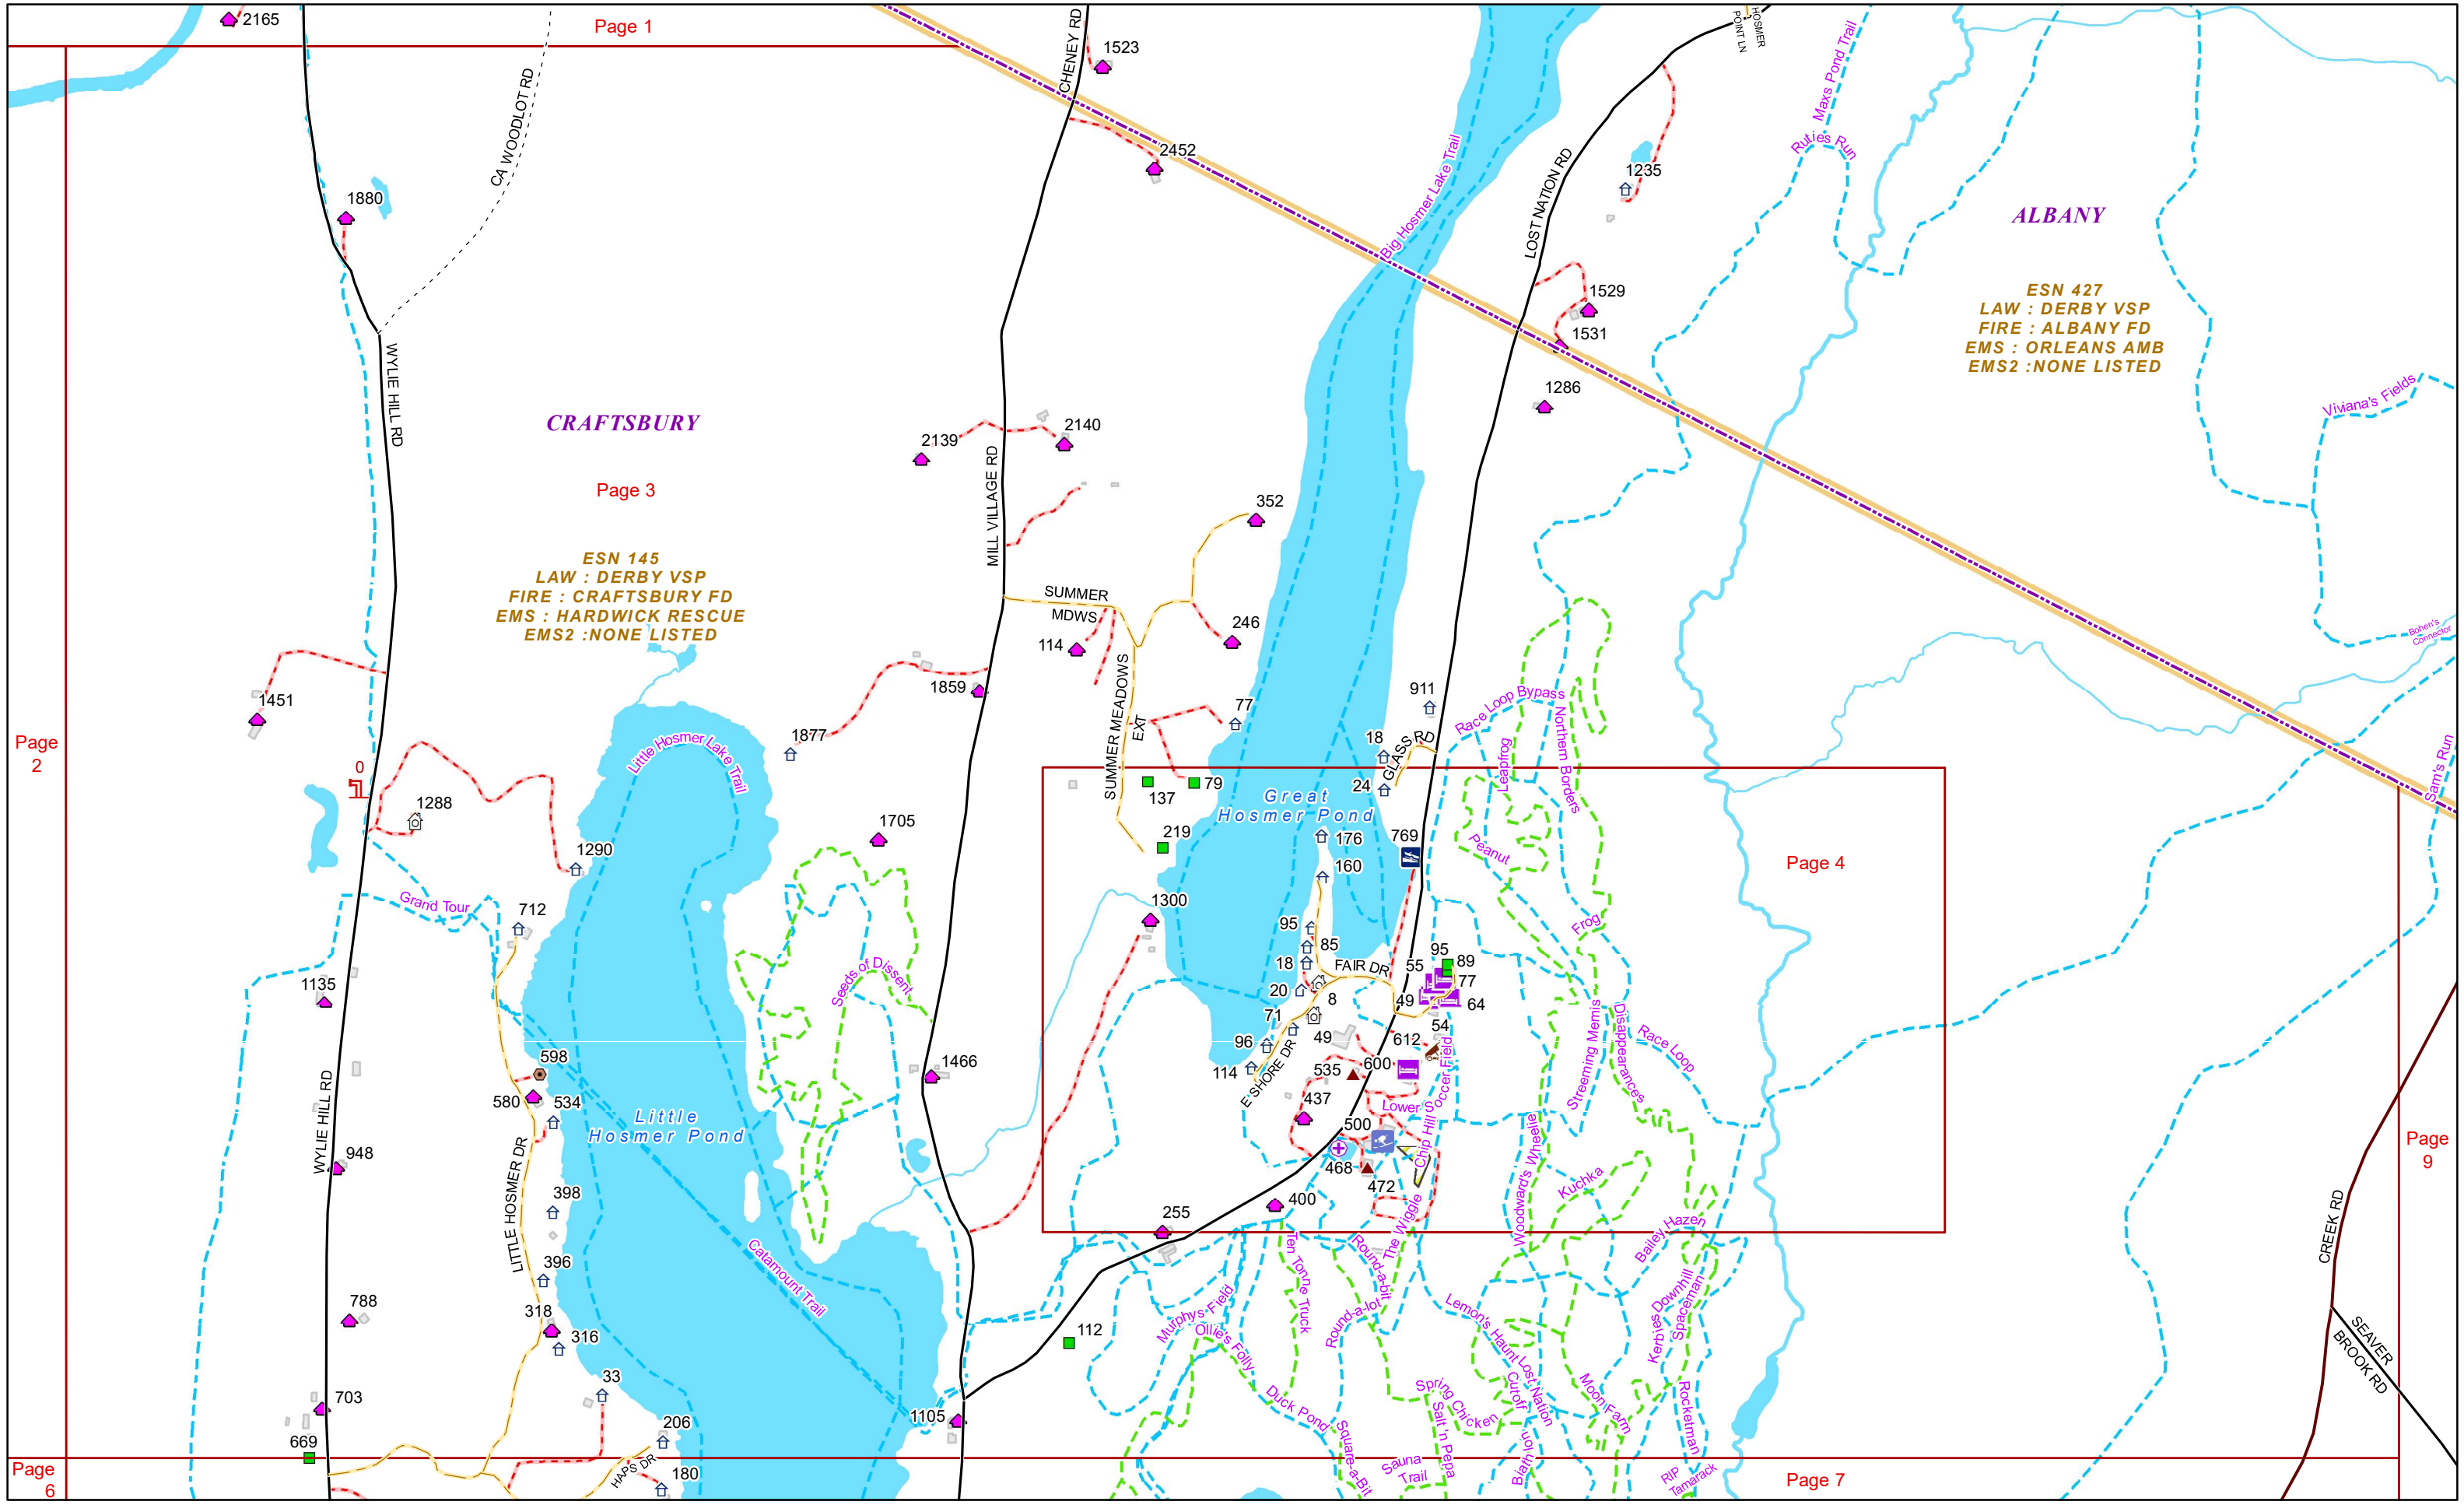 2165
Page 1
CHENEY RD
1523
HOSMER
POINT LN
Maxs Pond Trail
CA WOODLOT RD
2452
Big Hosmer Lake Trail
LOST NATION RD
1235
Ruties Run
ALBANY
1880
ESN 427
LAW : DERBY VSP
FIRE : ALBANY FD
EMS : ORLEANS AMB
EMS2 :NONE LISTED
1529
1531
WYLIE HILL RD
1286
Viviana's Fields
CRAFTSBURY
2139
2140
MILL VILLAGE RD
Page 3
352
ESN 145
LAW : DERBY VSP
FIRE : CRAFTSBURY FD
EMS : HARDWICK RESCUE
EMS2 :NONE LISTED
SUMMER
MDWS
114
246
Bohen's
Connector
1451
1859
SUMMER MEADOWS
EXT
77
911
Race Loop Bypass
Northern Borders
Leapfrog
Page
2
0
1877
Little Hosmer Lake Trail
18
GLASS RD
24
Sam's Run
1288
137
79
Great
Hosmer Pond
219
176
769
Peanut
Page 4
1705
1290
160
Grand Tour
712
1300
95
85
18
20
8
FAIR DR
Frog
95
89
55
77
64
49
54
Seeds of Dissent
1135
71
49
96
114
E SHORE DR
612
600
535
Streeming Memis
Disappearances
Race Loop
598
580
534
1466
Little
Hosmer Pond
437
500
Lower Soccer Field
Chip Hill
WYLIE HILL RD
948
LITTLE HOSMER DR
468
472
Woodward's Wheelie
Kuchka
Page
9
398
400
255
The Wiggle
Bailey Hazen
CREEK RD
396
Catamount Trail
Ten Tonne Truck
Round-a-bit
Round-a-lot
788
318
316
Murphys Field
Ollie's Folly
Lemon's Haunt
Kerblies
Downhill
Spaceman
112
SEAVER
BROOK RD
33
703
Duck Pond
Spring Chicken
Lost Nation
Cutoff
Moon Farm
Rocketman
1105
206
669
Square-a-Bit
Salt 'n Pepa
Sauna
Trail
Biathlon
RIP
Tamarack
Page
6
HAPS DR
180
Page 7